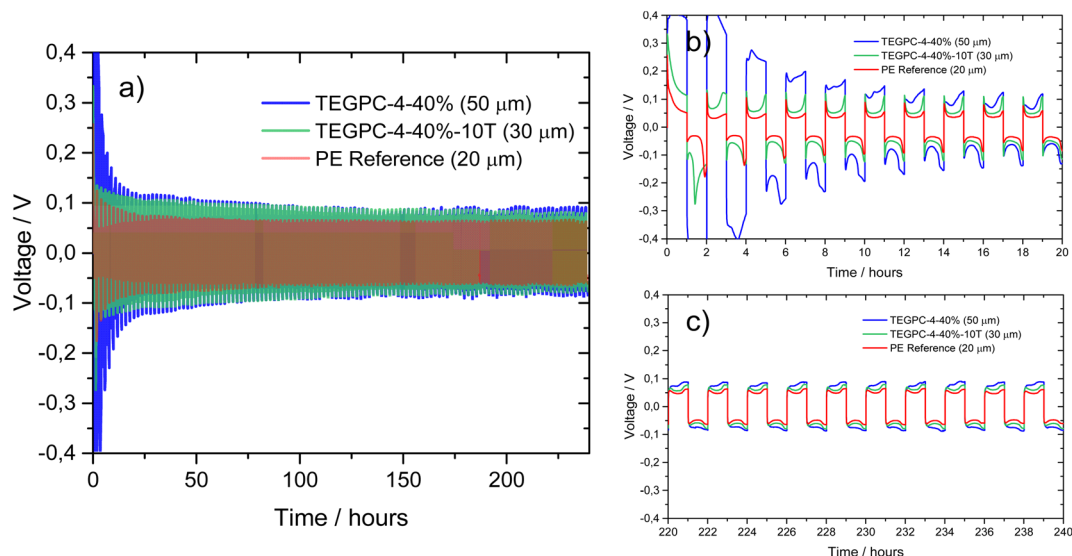 a)
TEGPC-4-40% (50 µm)
TEGPC-4-40%-10T (30 µm)
PE Reference (20 µm)
0,4
0,3
0,2
0,1
0,0
-0,1
-0,2
-0,3
-0,4
Voltage / V
0 50 100 150 200
Time / hours
b)
TEGPC-4-40% (50 µm)
TEGPC-4-40%-10T (30 µm)
PE Reference (20 µm)
0,4
0,3
0,2
0,1
0,0
-0,1
-0,2
-0,3
-0,4
Voltage / V
0 2 4 6 8 10 12 14 16 18 20
Time / hours
c)
TEGPC-4-40% (50 µm)
TEGPC-4-40%-10T (30 µm)
PE Reference (20 µm)
0,4
0,3
0,2
0,1
0,0
-0,1
-0,2
-0,3
-0,4
Voltage / V
220 222 224 226 228 230 232 234 236 238 240
Time / hours